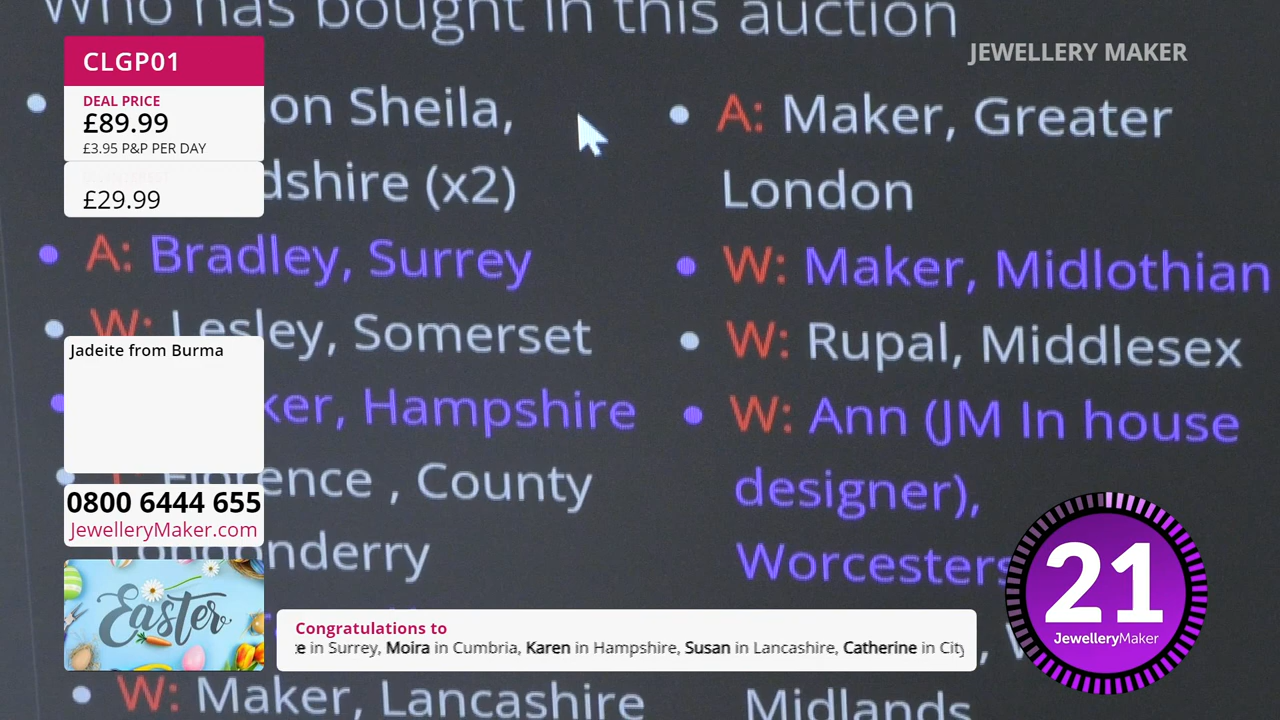 Who has bought in this auction
JEWELLERY MAKER
CLGP01
DEAL PRICE
£89.99
£3.95 P&P PER DAY
£29.99
on Sheila,
dshire (x2)
A: Bradley, Surrey
W: Lesley, Somerset
ker, Hampshire
Florence , County
Londonderry
W: Maker, Lancashire
A: Maker, Greater
London
W: Maker, Midlothian
W: Rupal, Middlesex
W: Ann (JM In house
designer),
Worcesters
Midlands
Jadeite from Burma
0800 6444 655
JewelleryMaker.com
Easter
Congratulations to
e in Surrey, Moira in Cumbria, Karen in Hampshire, Susan in Lancashire, Catherine in City
21
JewelleryMaker